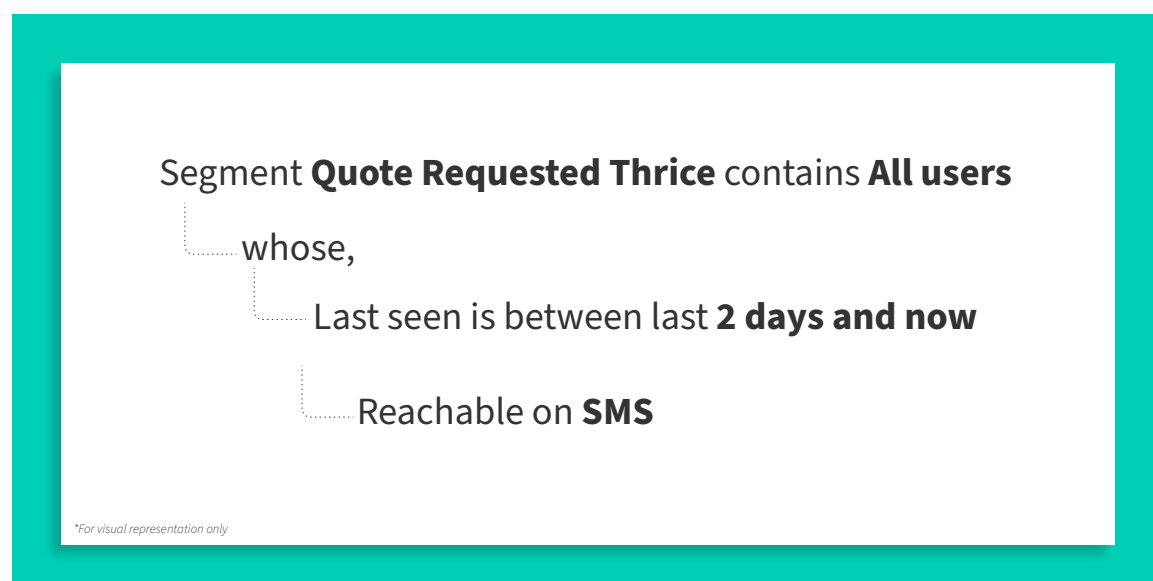 Segment Quote Requested Thrice contains All users
whose,
Last seen is between last 2 days and now
Reachable on SMS
*For visual representation only